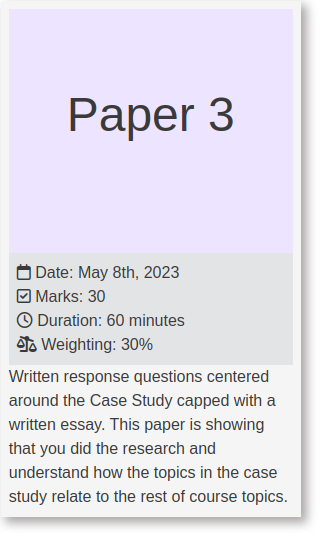 Paper 3
Date: May 8th, 2023
Marks: 30
Duration: 60 minutes
Weighting: 30%
Written response questions centered
around the Case Study capped with a
written essay. This paper is showing
that you did the research and
understand how the topics in the case
study relate to the rest of course topics.